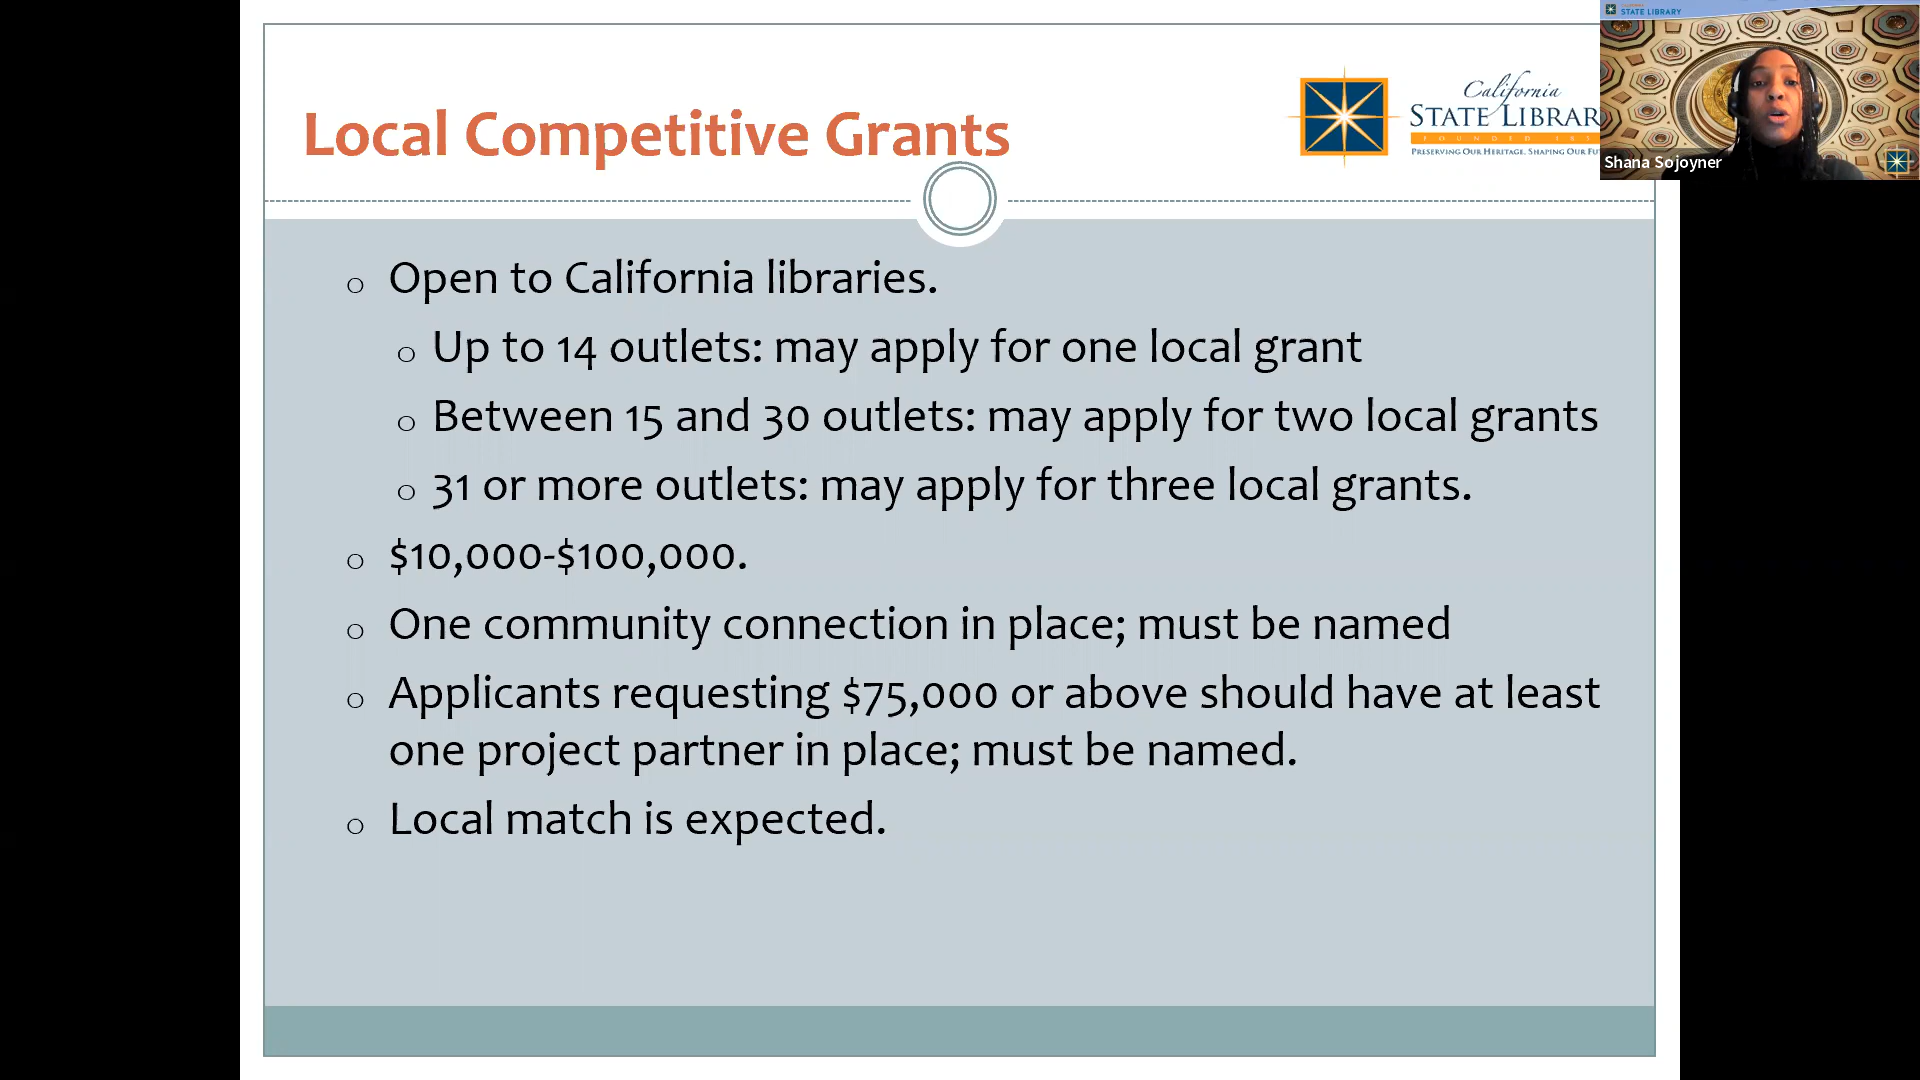 STATE LIBRARY
Local Competitive Grants
California
STATE LIBRAR
PRESERVING OUR HERITAGE, SHAPING OUR FU
Shana Sojoyner
Open to California libraries.
Up to 14 outlets: may apply for one local grant
Between 15 and 30 outlets: may apply for two local grants
31 or more outlets: may apply for three local grants.
$10,000-$100,000.
One community connection in place; must be named
Applicants requesting $75,000 or above should have at least
one project partner in place; must be named.
Local match is expected.